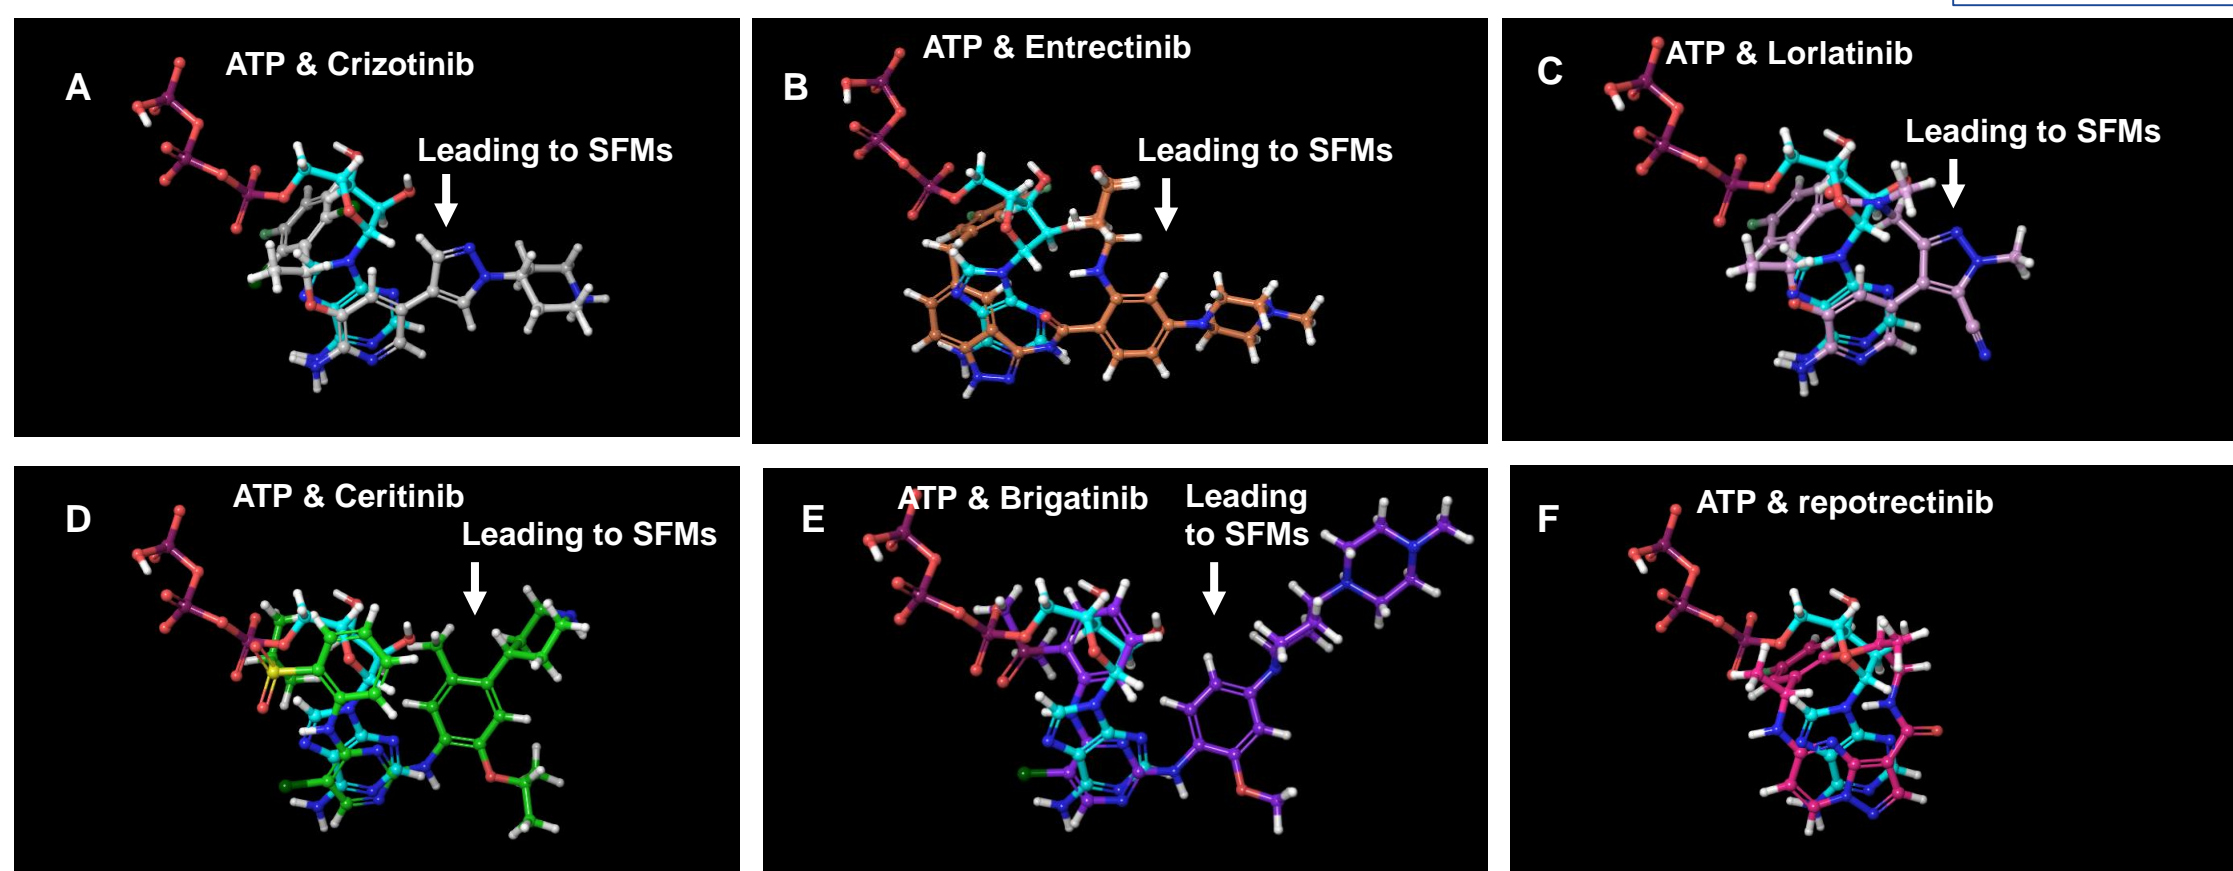 A
ATP & Crizotinib
Leading to SFMs
B
ATP & Entrectinib
Leading to SFMs
C
ATP & Lorlatinib
Leading to SFMs
D
ATP & Ceritinib
Leading to SFMs
E
ATP & Brigatinib
Leading
to SFMs
F
ATP & repotrectinib